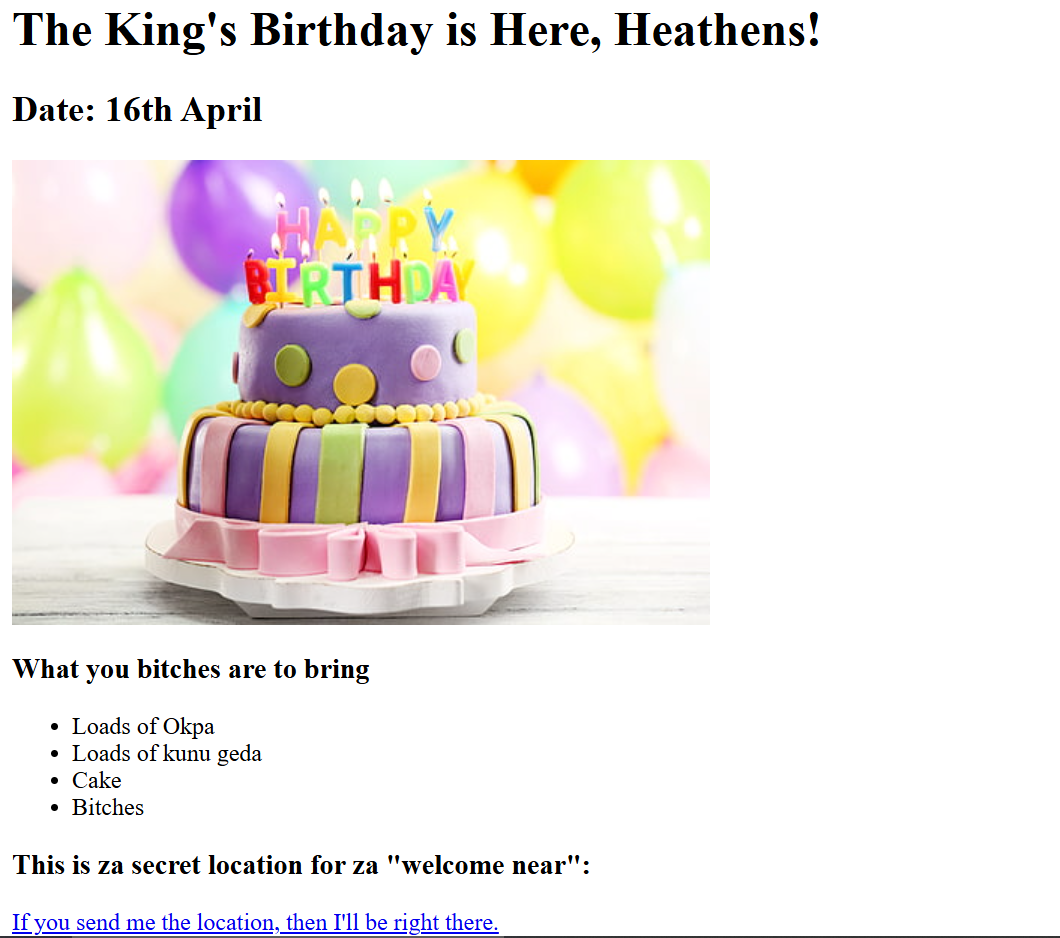 The King's Birthday is Here, Heathens!
Date: 16th April
HAPPY
BIRTHDAY
What you bitches are to bring
Loads of Okpa
Loads of kunu geda
Cake
Bitches
This is za secret location for za "welcome near":
If you send me the location, then I'll be right there.